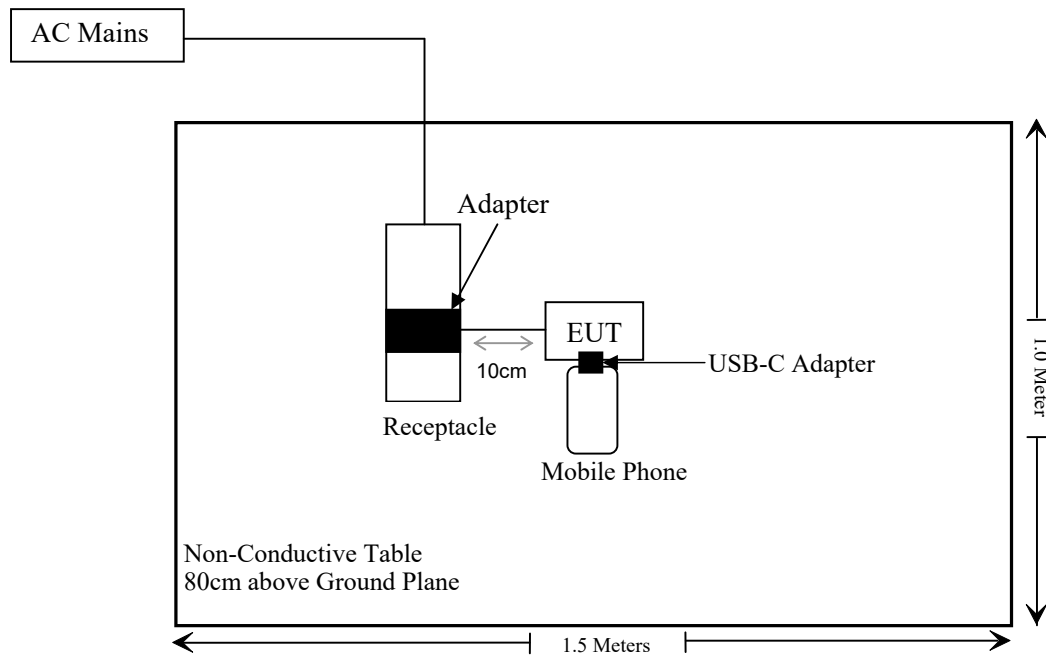 AC Mains
Adapter
EUT
10cm
USB-C Adapter
Receptacle
Mobile Phone
1.0 Meter
Non-Conductive Table
80cm above Ground Plane
1.5 Meters